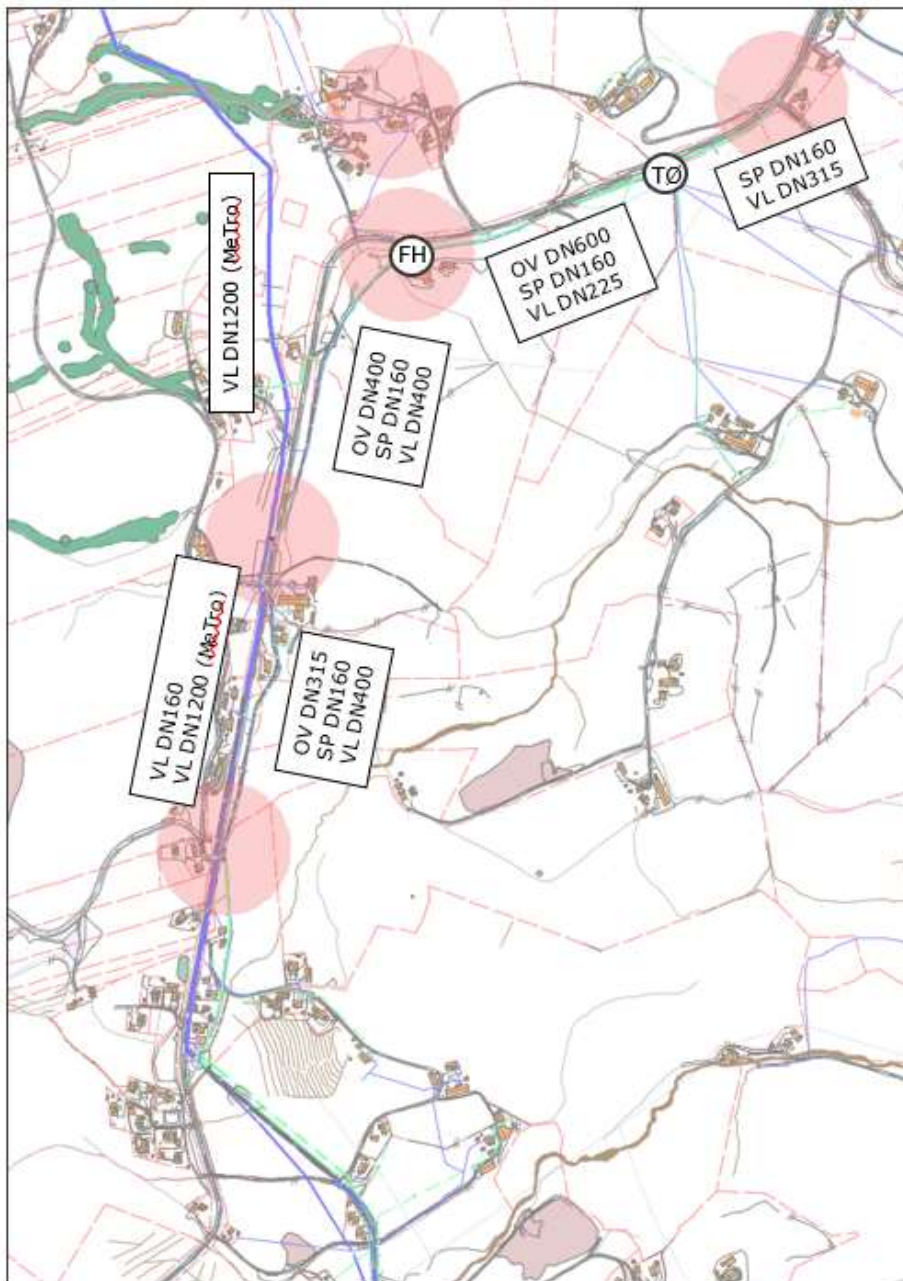 SP DN160
VL DN315
TØ
OV DN600
SP DN160
VL DN225
FH
VL DN1200 (MeTro)
OV DN400
SP DN160
VL DN400
VL DN160
VL DN1200 (MeTro)
OV DN315
SP DN160
VL DN400